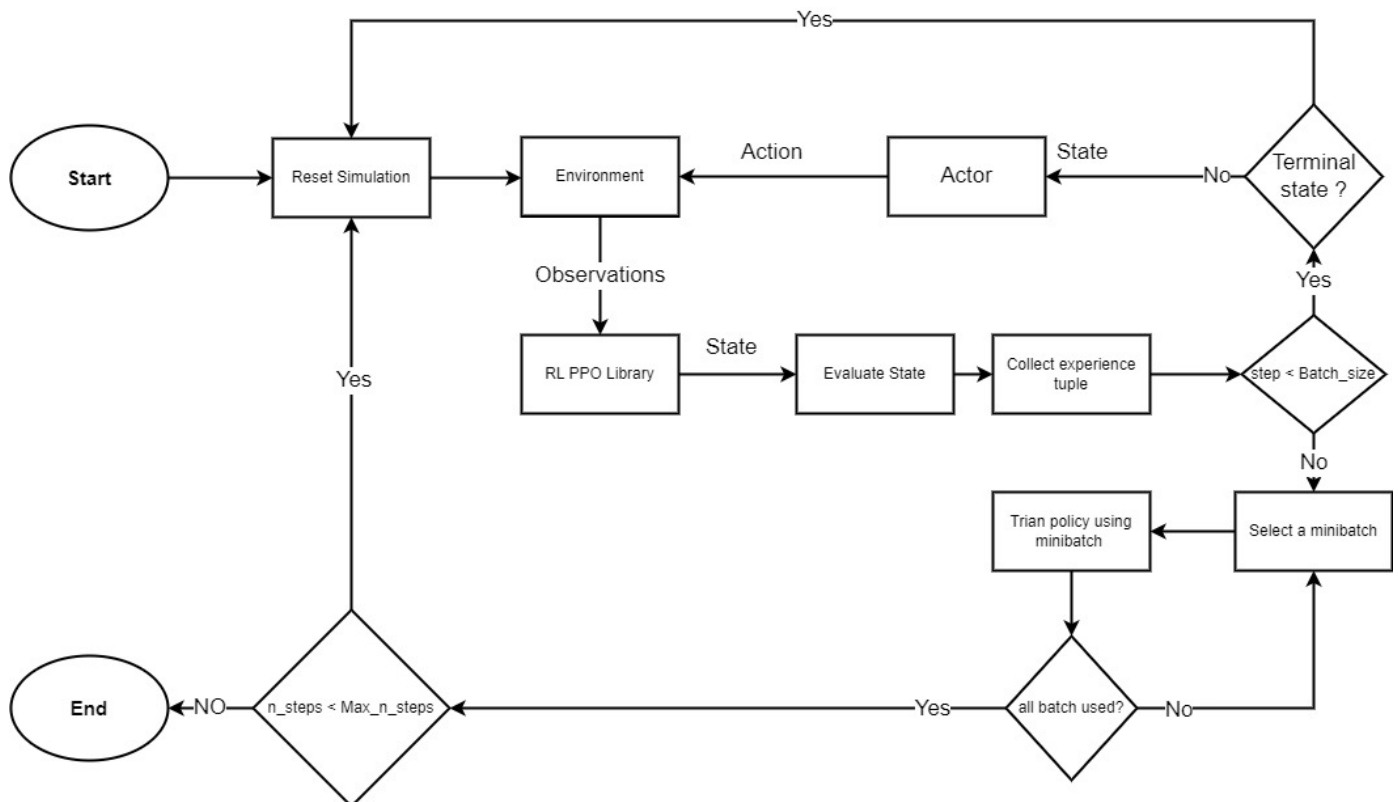 Yes
Start
Reset Simulation
Environment
Action
Actor
State
No
Terminal
state ?
Observations
Yes
Yes
RL PPO Library
State
Evaluate State
Collect experience
tuple
step < Batch_size
No
Trian policy using
minibatch
Select a minibatch
End
NO
n_steps < Max_n_steps
Yes
all batch used?
No